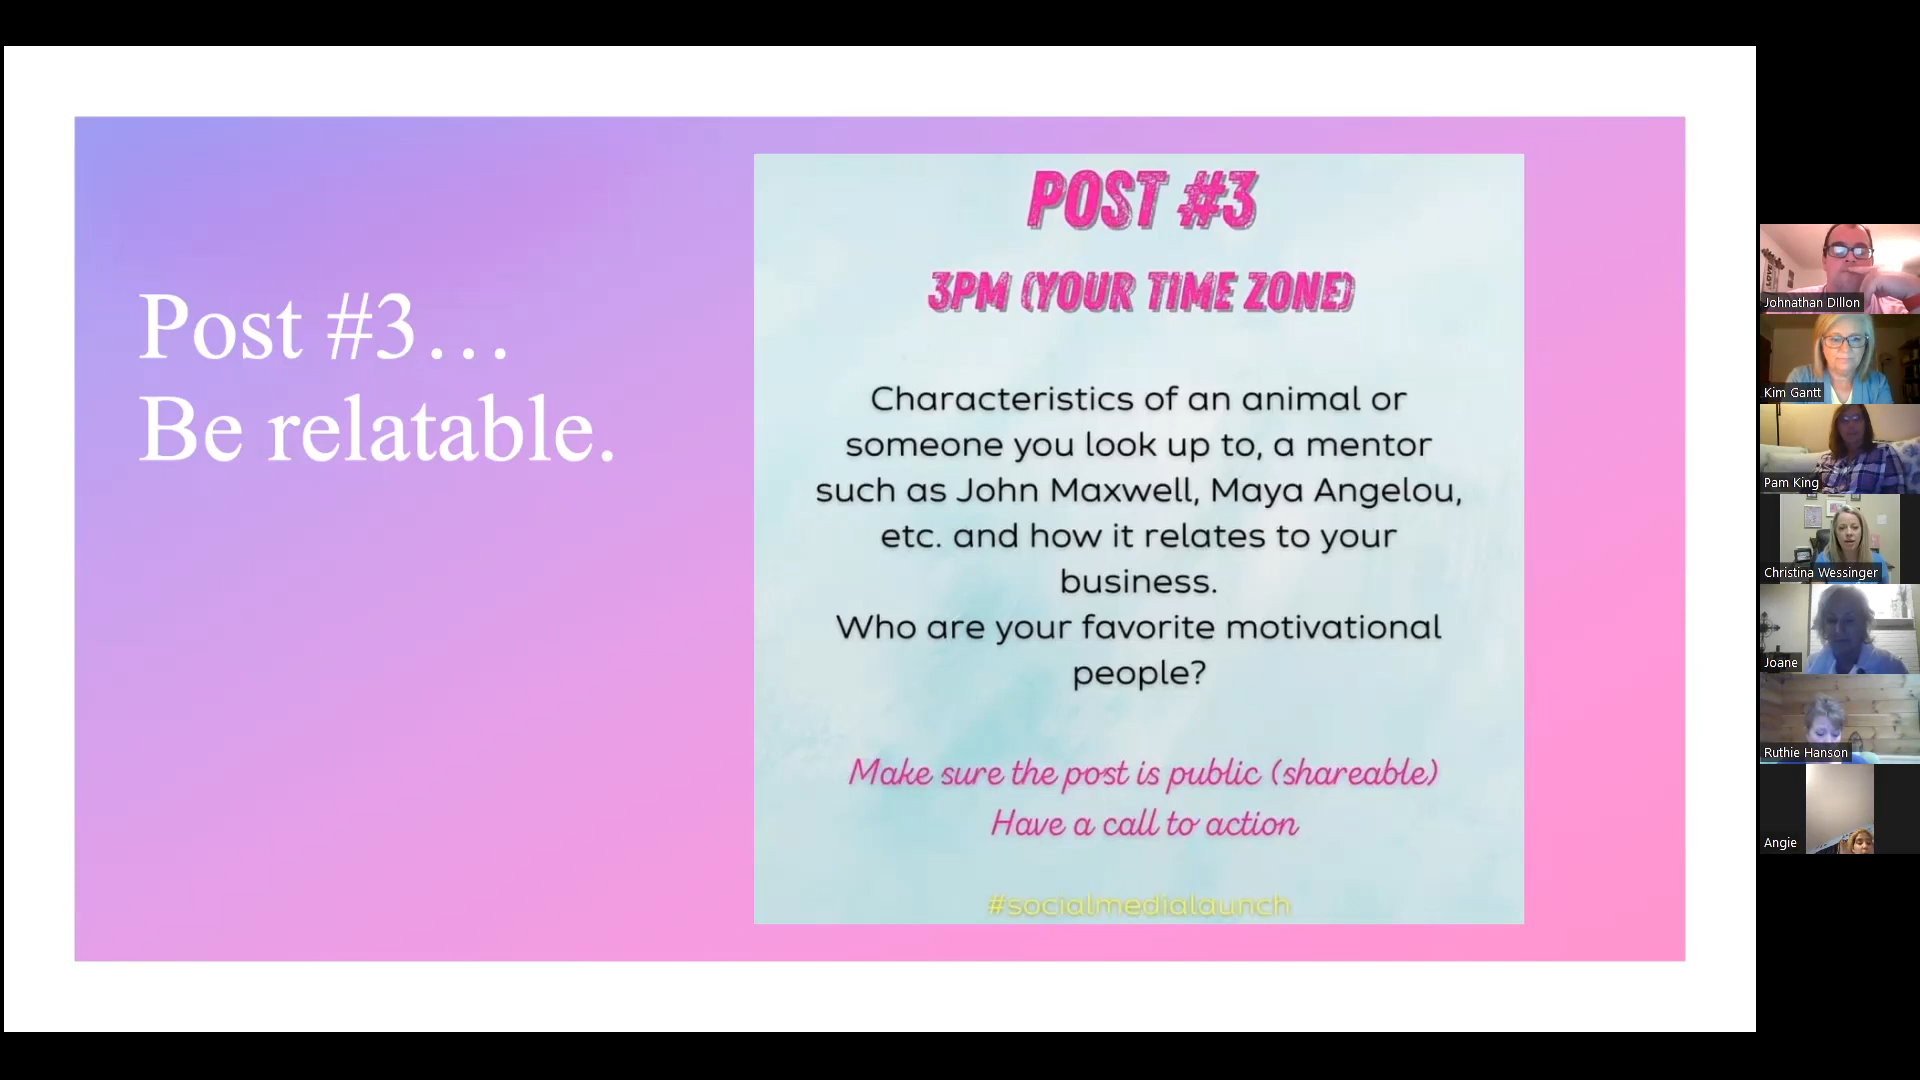 Post #3...
Be relatable.
POST #3
3PM (YOUR TIME ZONE)
Characteristics of an animal or
someone you look up to, a mentor
such as John Maxwell, Maya Angelou,
etc. and how it relates to your
business.
Who are your favorite motivational
people?
Make sure the post is public (shareable)
Have a call to action
#socialmedialaunch
Johnathan DIllon
Kim Gantt
Pam King
Christina Wessinger
Joane
Ruthie Hanson
Angie